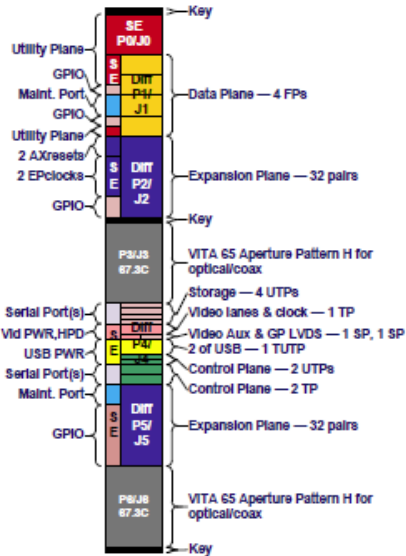 Key
SE
P0/J0
Utility Plane
S
E
Diff
P1/
J1
GPIO
Maint. Port
GPIO
Utility Plane
Data Plane — 4 FPs
2 AXresets
2 EPclocks
GPIO
S
E
Diff
P2/
J2
Expansion Plane — 32 pairs
Key
P3/J3
67.3C
VITA 65 Aperture Pattern H for
optical/coax
Storage — 4 UTPs
Serial Port(s)
Video lanes & clock — 1 TP
Vid PWR,HPD
S
E
Diff
P4/
J4
Video Aux & GP LVDS — 1 SP, 1 SP
USB PWR
2 of USB — 1 TUTP
Serial Port(s)
Control Plane — 2 UTPs
Maint. Port
Control Plane — 2 TP
GPIO
S
E
Diff
P5/
J5
Expansion Plane — 32 pairs
P6/J6
67.3C
VITA 65 Aperture Pattern H for
optical/coax
Key